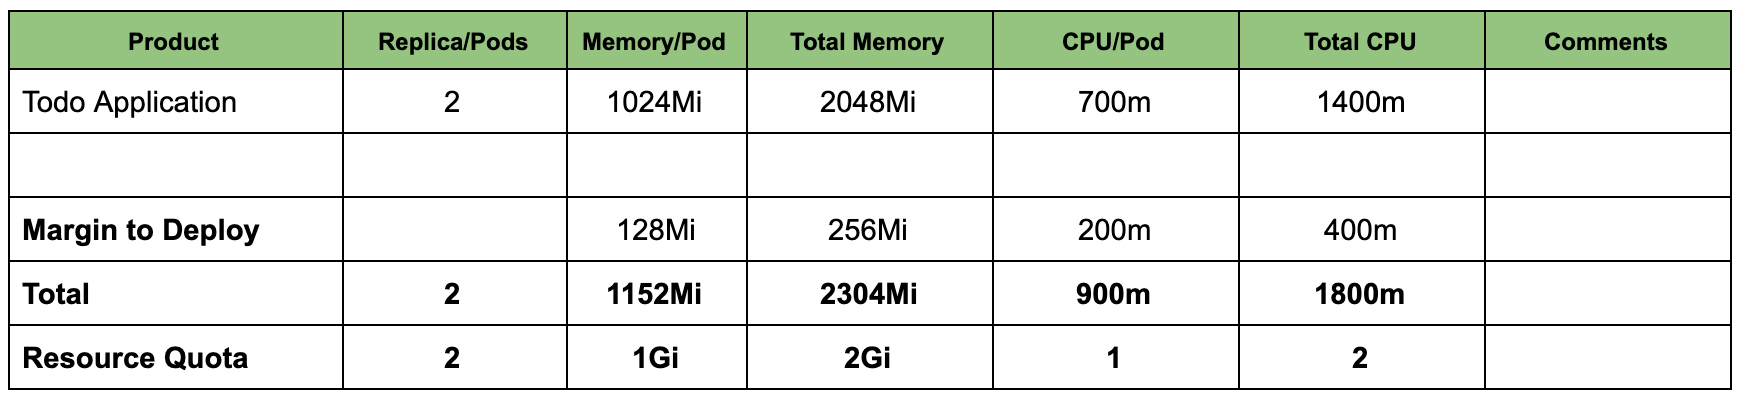 Product Replica/Pods Memory/Pod Total Memory CPU/Pod Total CPU Comments
Todo Application 2 1024Mi 2048Mi 700m 1400m
Margin to Deploy 128Mi 256Mi 200m 400m
Total 2 1152Mi 2304Mi 900m 1800m
Resource Quota 2 1Gi 2Gi 1 2